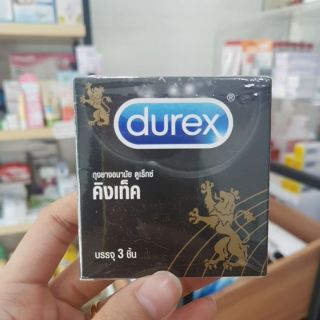 durex®
ถุงยางอนามัย ดูเร็กซ์
คิงเท็ค
บรรจุ 3 ชิ้น